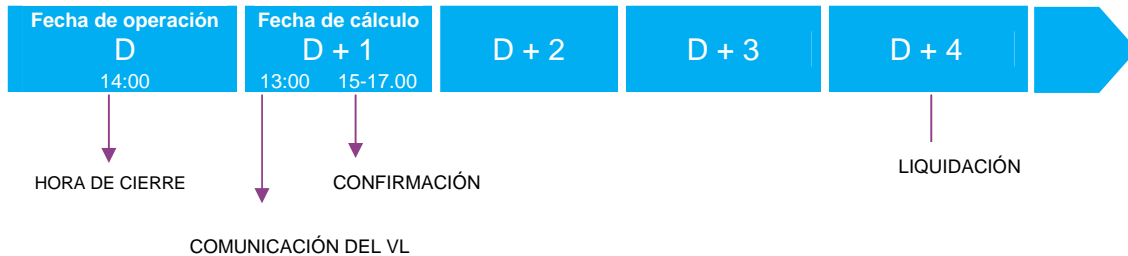 Fecha de operación
D
14:00
Fecha de cálculo
D + 1
13:00 15-17.00
D + 2
D + 3
D + 4
HORA DE CIERRE
CONFIRMACIÓN
LIQUIDACIÓN
COMUNICACIÓN DEL VL